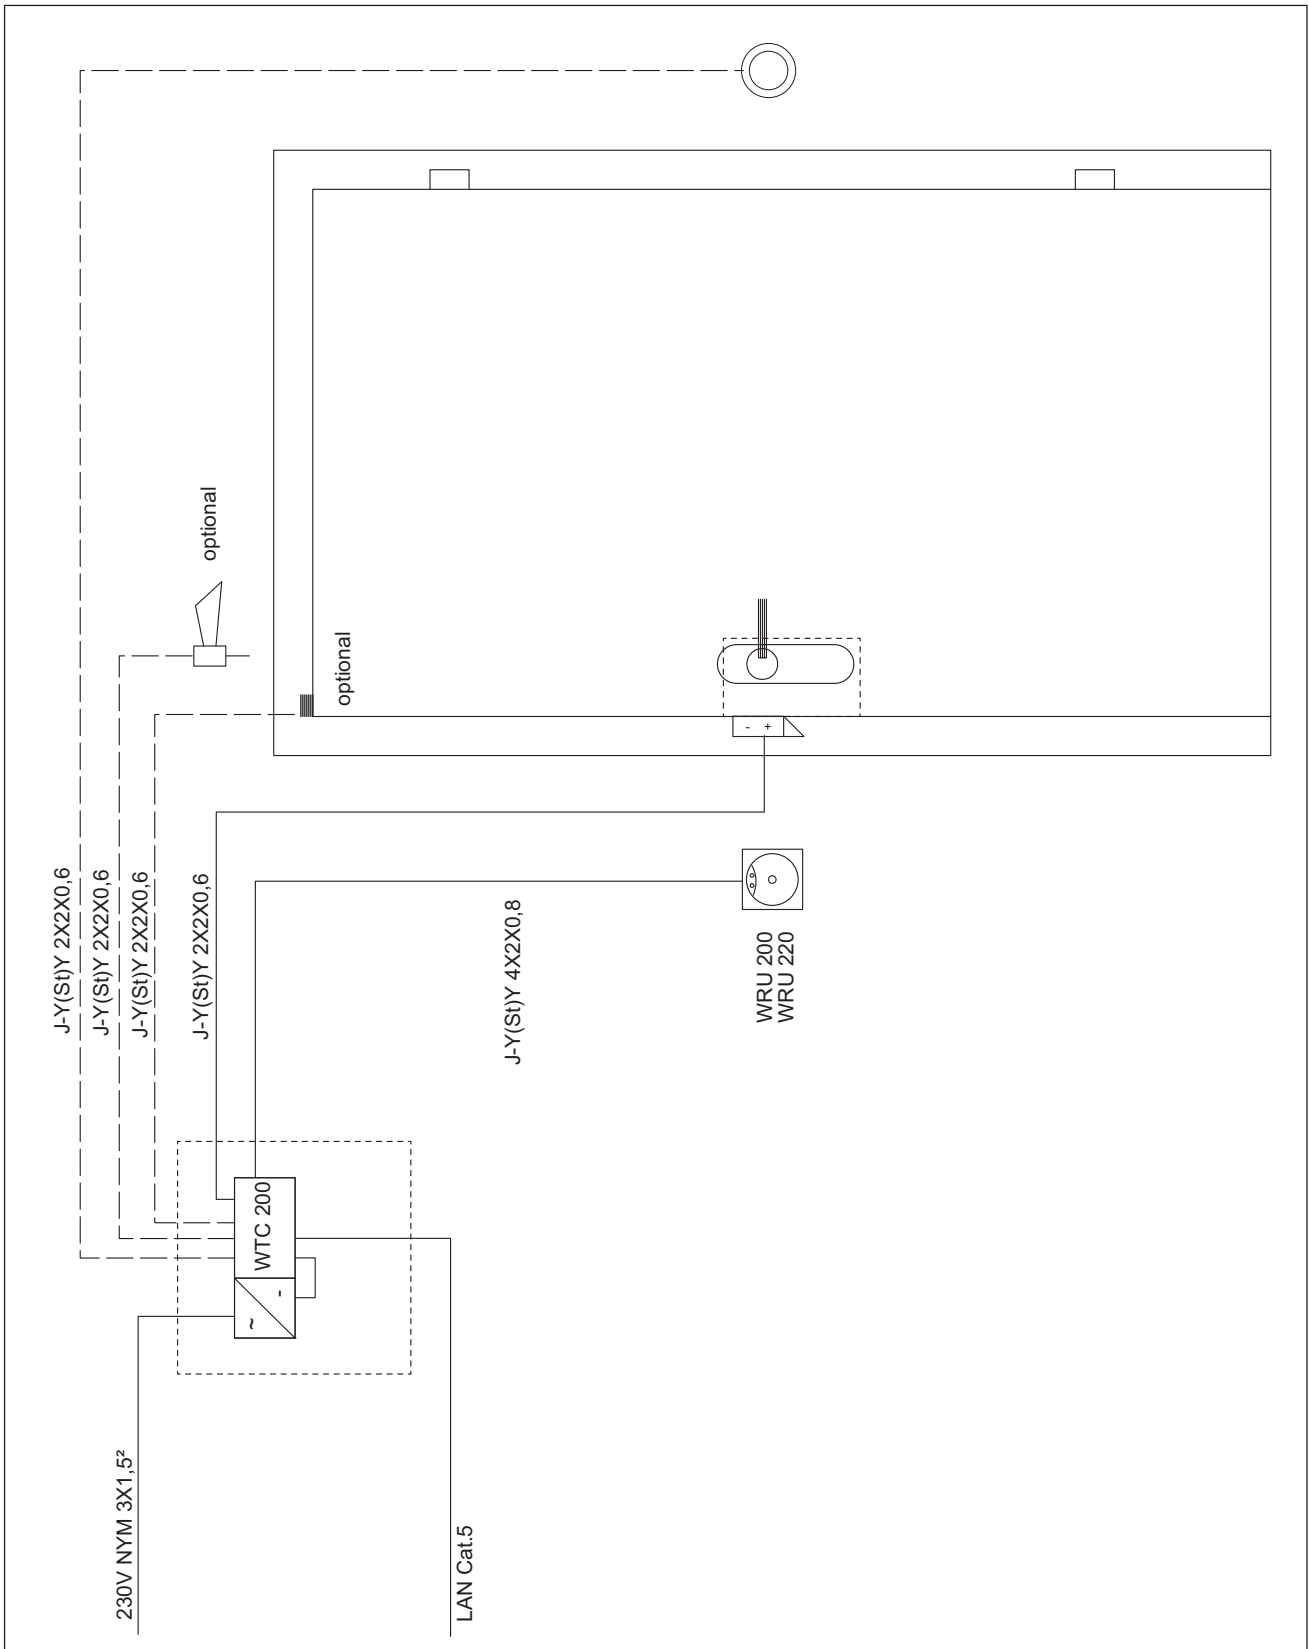 J-Y(St)Y 2X2X0,6
J-Y(St)Y 2X2X0,6
J-Y(St)Y 2X2X0,6
J-Y(St)Y 2X2X0,6
optional
optional
- +
J-Y(St)Y 4X2X0,8
WRU 200
WRU 220
WTC 200
~ -
230V NYM 3X1,5²
LAN Cat.5